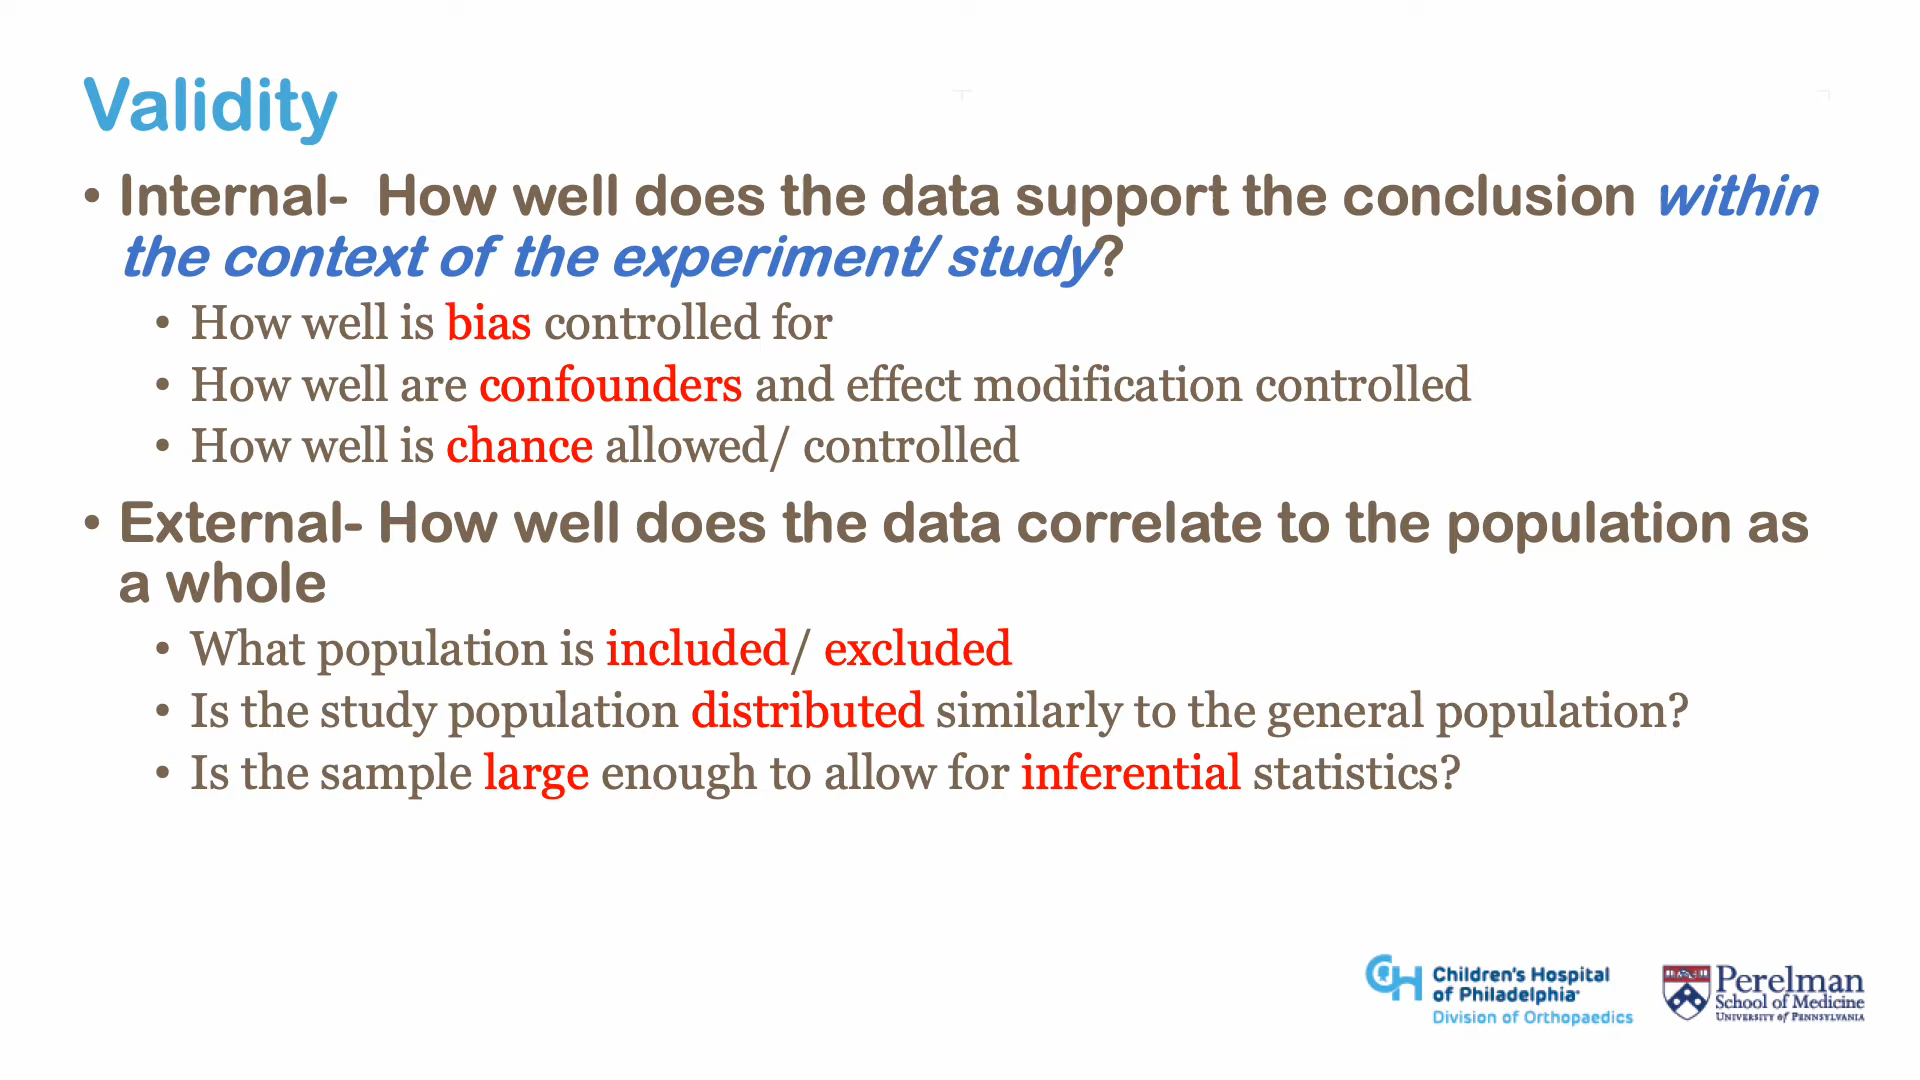 Validity
• Internal-  How well does the data support the conclusion within
the context of the experiment/ study?
• How well is bias controlled for
• How well are confounders and effect modification controlled
• How well is chance allowed/ controlled
• External- How well does the data correlate to the population as
a whole
• What population is included/ excluded
• Is the study population distributed similarly to the general population?
• Is the sample large enough to allow for inferential statistics?
CH Children's Hospital
of Philadelphia
Division of Orthopaedics
Perelman
School of Medicine
University of Pennsylvania